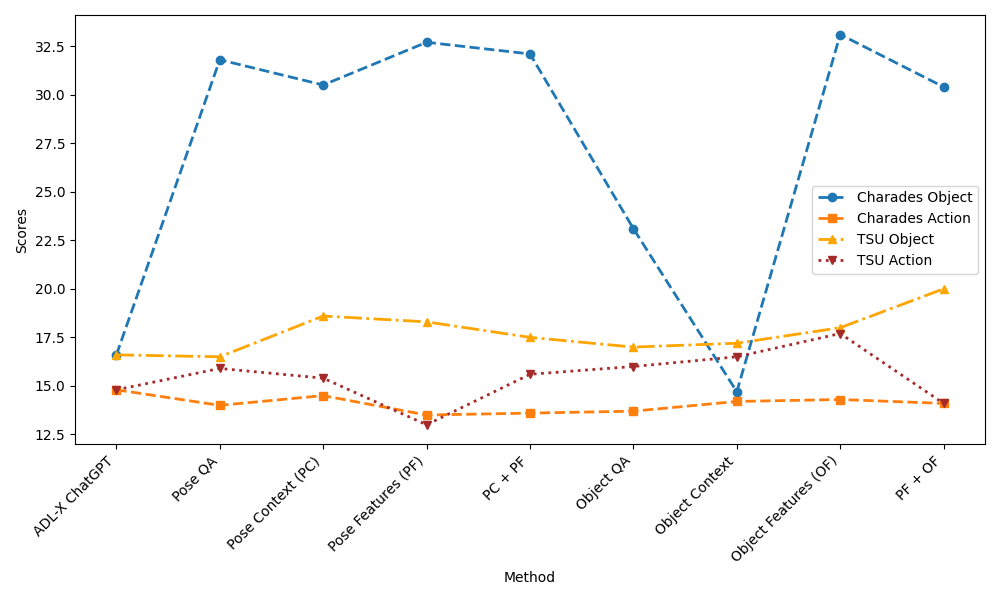 Scores
32.5
30.0
27.5
25.0
22.5
20.0
17.5
15.0
12.5
Charades Object
Charades Action
TSU Object
TSU Action
ADL-X ChatGPT
Pose QA
Pose Context (PC)
Pose Features (PF)
PC + PF
Object QA
Object Context
Object Features (OF)
PF + OF
Method